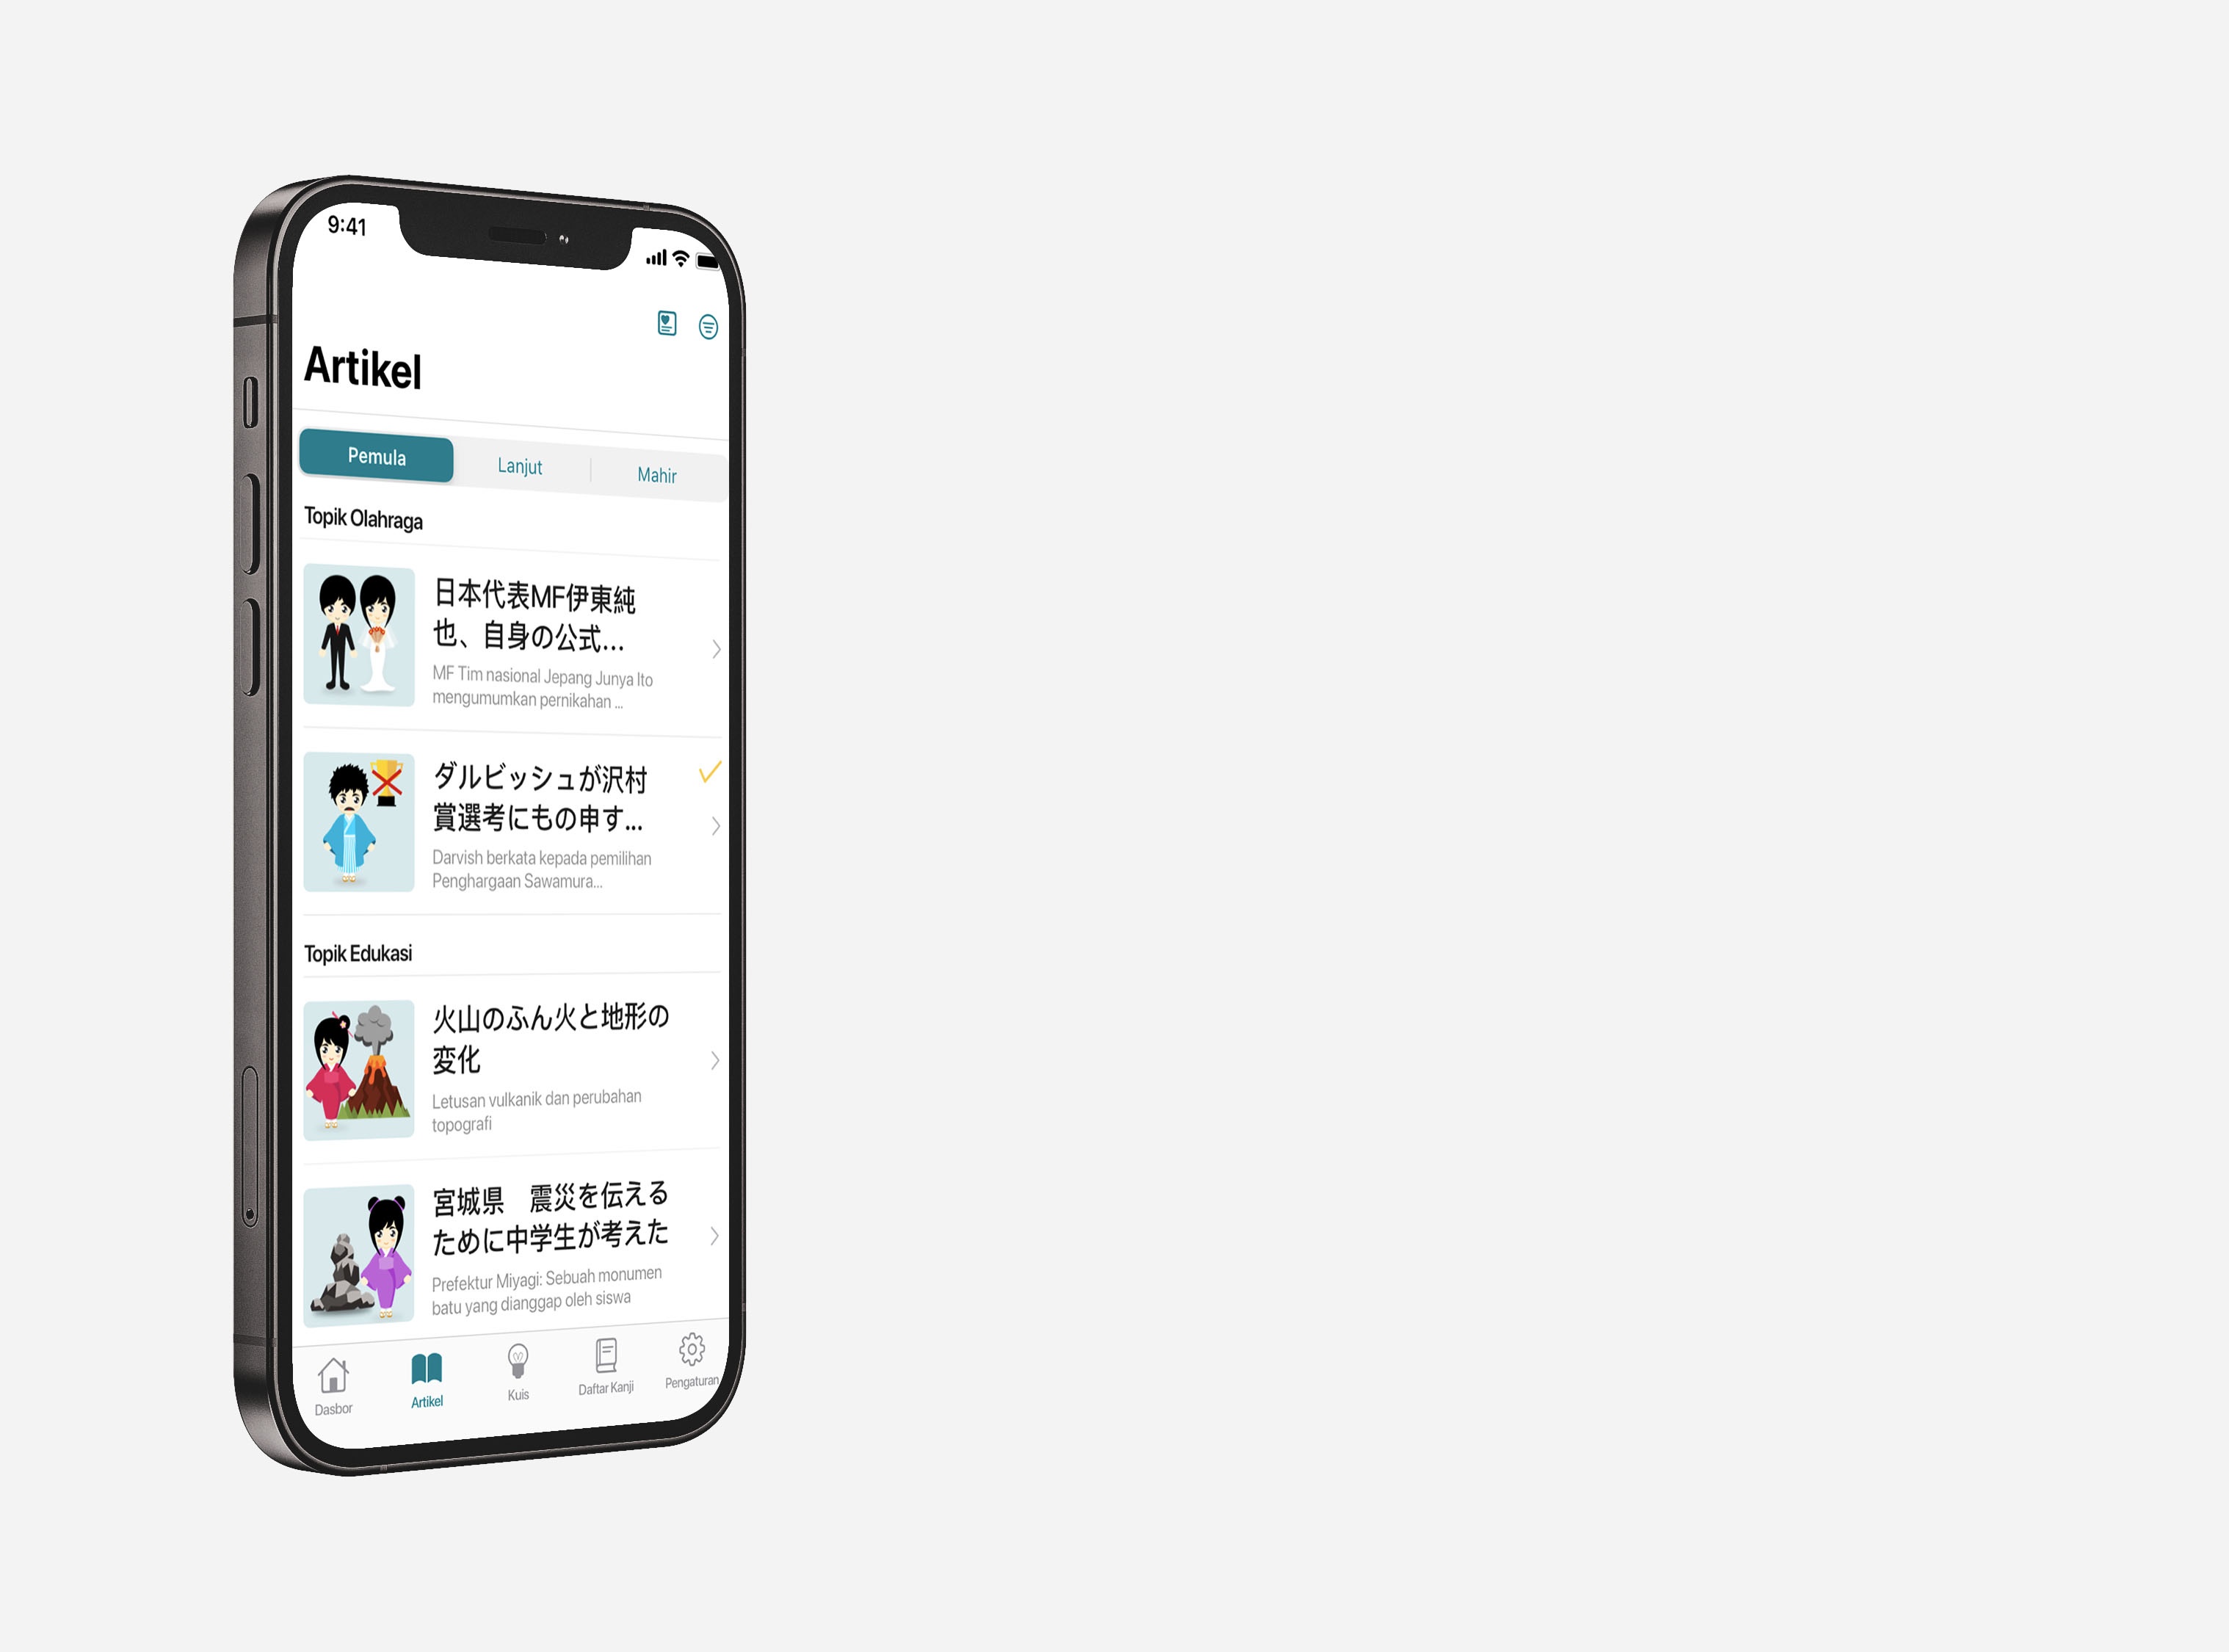 9:41
Artikel
Pemula
Lanjut
Mahir
Topik Olahraga
日本代表MF伊東純
也、自身の公式...
MF Tim nasional Jepang Junya Ito
mengumumkan pernikahan ...
ダルビッシュが沢村
賞選考にもの申す...
Darvish berkata kepada pemilihan
Penghargaan Sawamura...
Topik Edukasi
火山のふん火と地形の
変化
Letusan vulkanik dan perubahan
topografi
宮城県　震災を伝える
ために中学生が考えた
Prefektur Miyagi: Sebuah monumen
batu yang dianggap oleh siswa
Dasbor
Artikel
Kuis
Daftar Kanji
Pengaturan